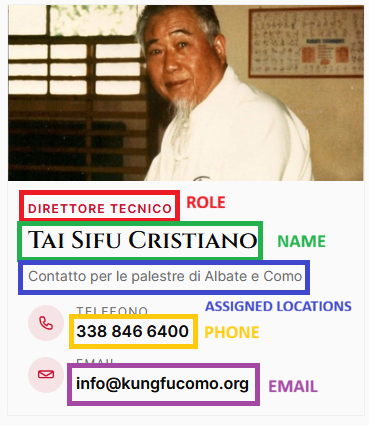 DIRETTORE TECNICO ROLE
TAI SIFU CRISTIANO NAME
Contatto per le palestre di Albate e Como
ASSIGNED LOCATIONS
TELEFONO
338 846 6400 PHONE
EMAIL
info@kungfucomo.org EMAIL